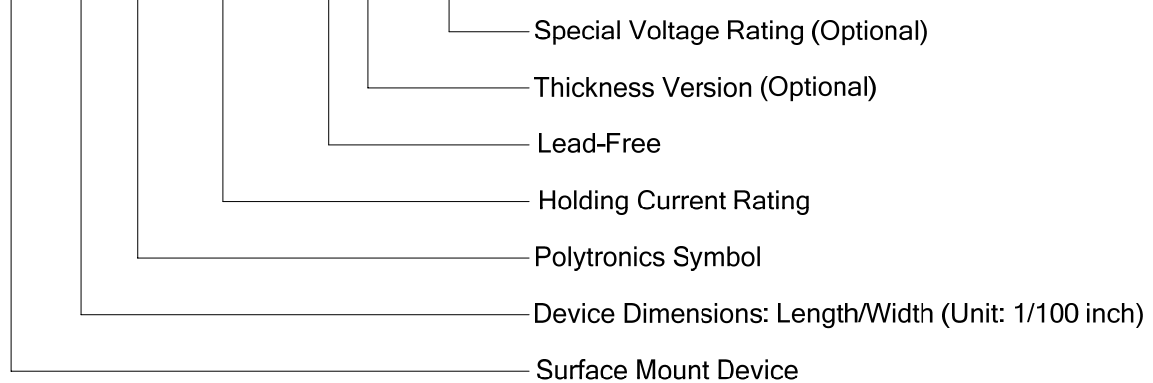 Special Voltage Rating (Optional)
Thickness Version (Optional)
Lead-Free
Holding Current Rating
Polytronics Symbol
Device Dimensions: Length/Width (Unit: 1/100 inch)
Surface Mount Device